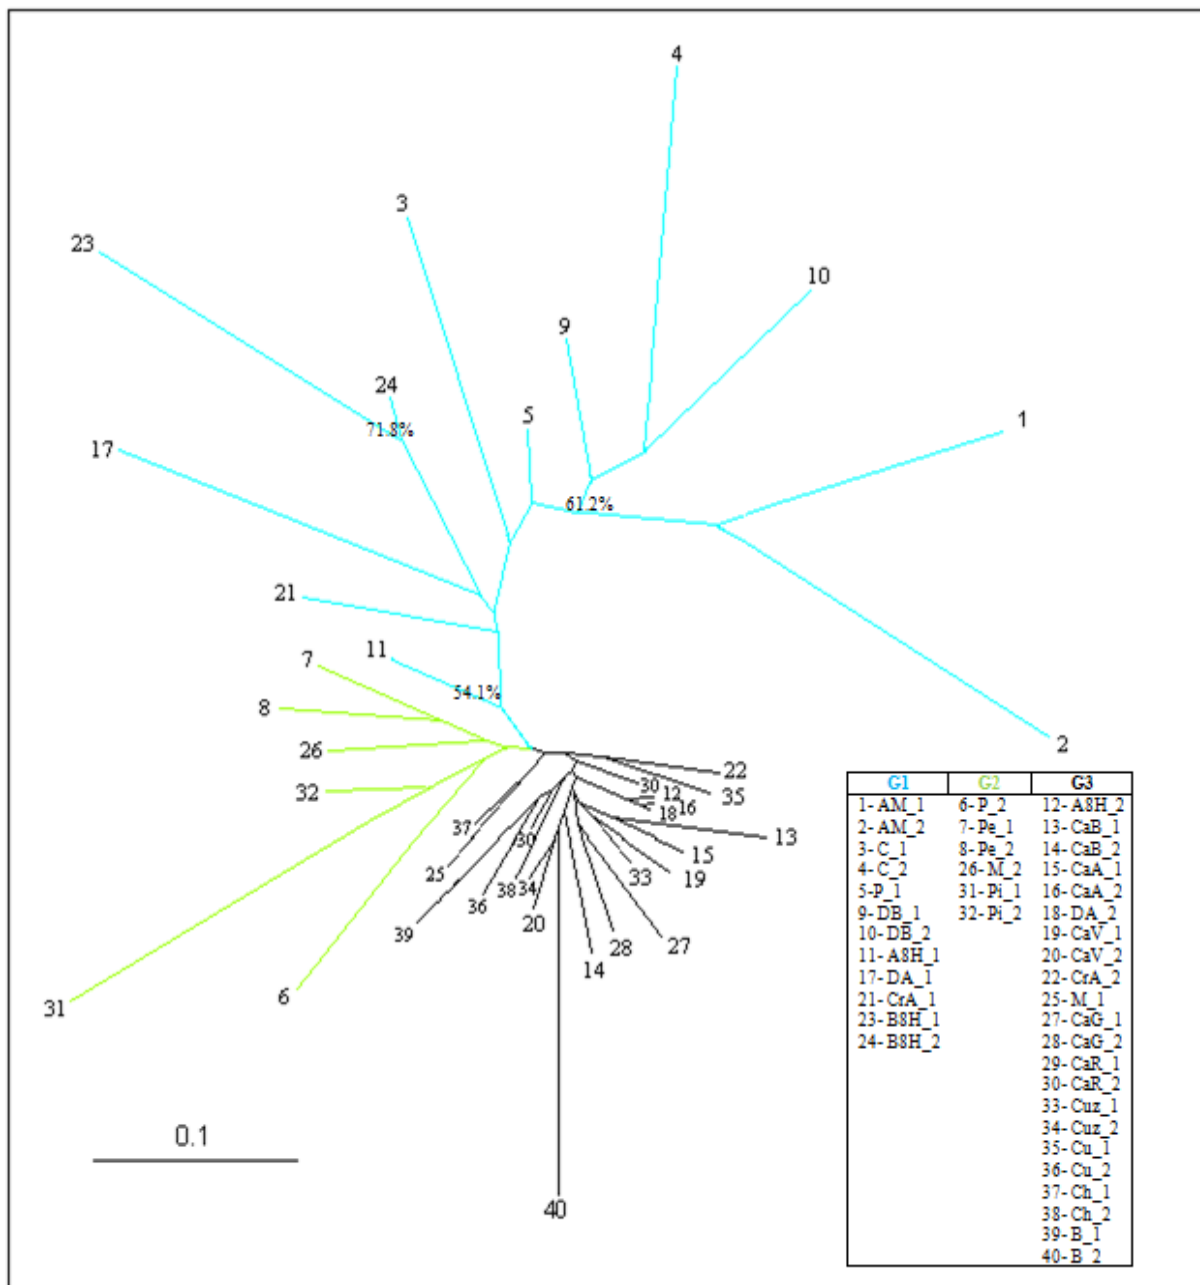 4
3
23
10
9
24
5
71.8%
1
17
61.2%
21
11
7
54.1%
8
26
2
22
30
12
32
16
35
18
37
13
30
15
25
33
19
38
34
36
20
39
28
27
14
6
31
40
0.1
G1 G2 G3
1- AM_1 6- P_2 12- A8H_2
2- AM_2 7- Pe_1 13- CaB_1
3- C_1 8- Pe_2 14- CaB_2
4- C_2 26- M_2 15- CaA_1
5-P_1 31- Pi_1 16- CaA_2
9- DB_1 32- Pi_2 18- DA_2
10- DB_2 19- CaV_1
11- A8H_1 20- CaV_2
17- DA_1 22- CrA_2
21- CrA_1 25- M_1
23- B8H_1 27- CaG_1
24- B8H_2 28- CaG_2
29- CaR_1
30- CaR_2
33- Cuz_1
34- Cuz_2
35- Cu_1
36- Cu_2
37- Ch_1
38- Ch_2
39- B_1
40- B_2